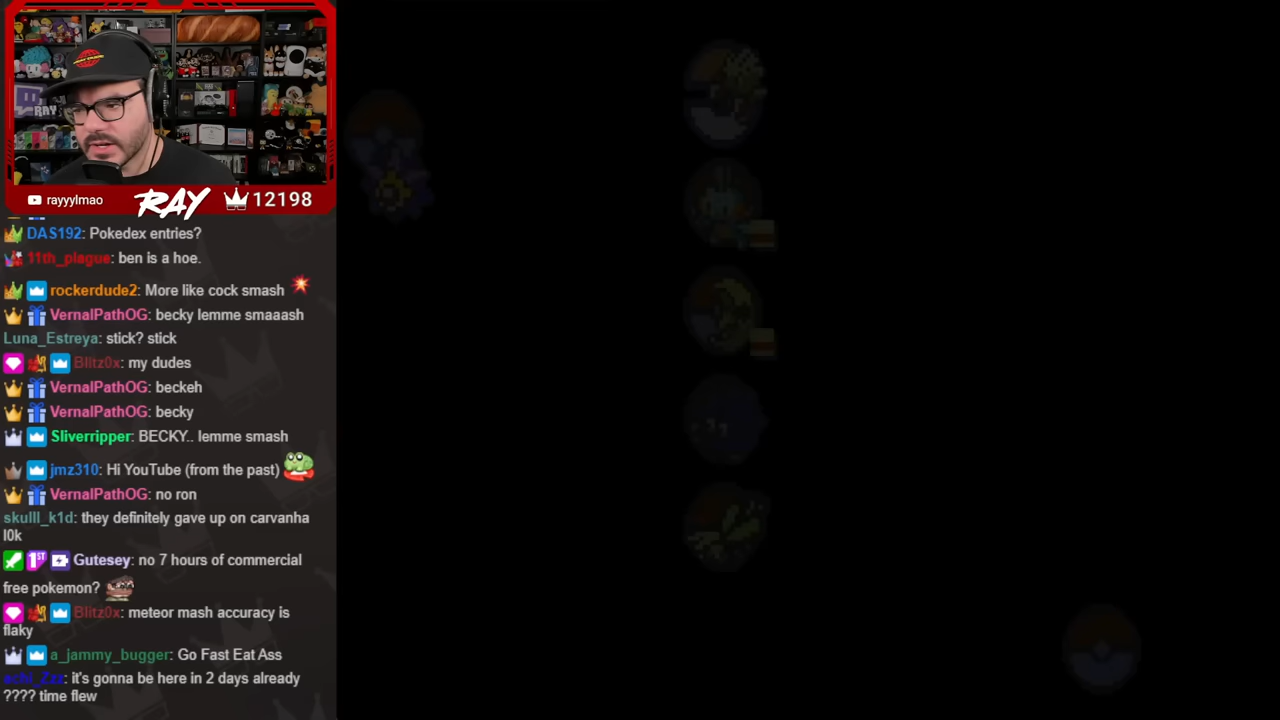 RAY
rayyylmao
RAY
12198
DAS192: Pokedex entries?
11th_plague: ben is a hoe.
rockerdude2: More like cock smash
VernalPathOG: becky lemme smaaash
Luna_Estreya: stick? stick
Blitz0x: my dudes
VernalPathOG: beckeh
VernalPathOG: becky
Sliverripper: BECKY.. lemme smash
jmz310: Hi YouTube (from the past)
VernalPathOG: no ron
skulll_k1d: they definitely gave up on carvanha
l0k
1ST Gutesey: no 7 hours of commercial
free pokemon?
Blitz0x: meteor mash accuracy is
flaky
a_jammy_bugger: Go Fast Eat Ass
it's gonna be here in 2 days already
???? time flew